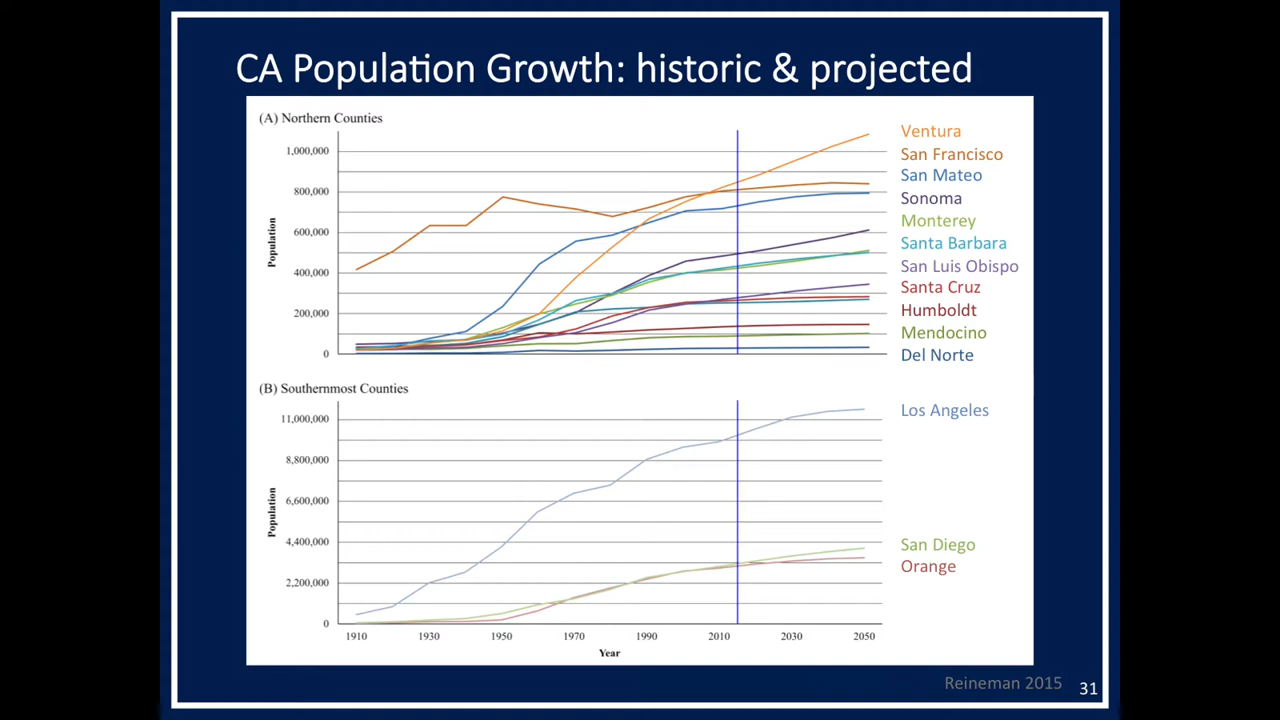 CA Population Growth: historic & projected
(A) Northern Counties
1,000,000
800,000
600,000
400,000
200,000
0
Population
Ventura
San Francisco
San Mateo
Sonoma
Monterey
Santa Barbara
San Luis Obispo
Santa Cruz
Humboldt
Mendocino
Del Norte
(B) Southernmost Counties
11,000,000
8,800,000
6,600,000
4,400,000
2,200,000
0
Population
Los Angeles
San Diego
Orange
1910 1930 1950 1970 1990 2010 2030 2050
Year
Reineman 2015
31